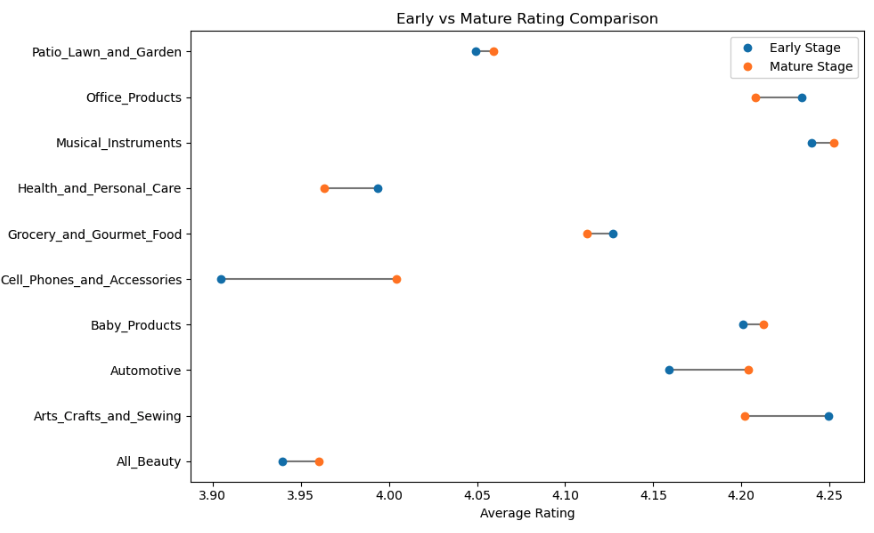 Early vs Mature Rating Comparison
Early Stage
Mature Stage
Patio_Lawn_and_Garden
Office_Products
Musical_Instruments
Health_and_Personal_Care
Grocery_and_Gourmet_Food
Cell_Phones_and_Accessories
Baby_Products
Automotive
Arts_Crafts_and_Sewing
All_Beauty
3.90 3.95 4.00 4.05 4.10 4.15 4.20 4.25
Average Rating